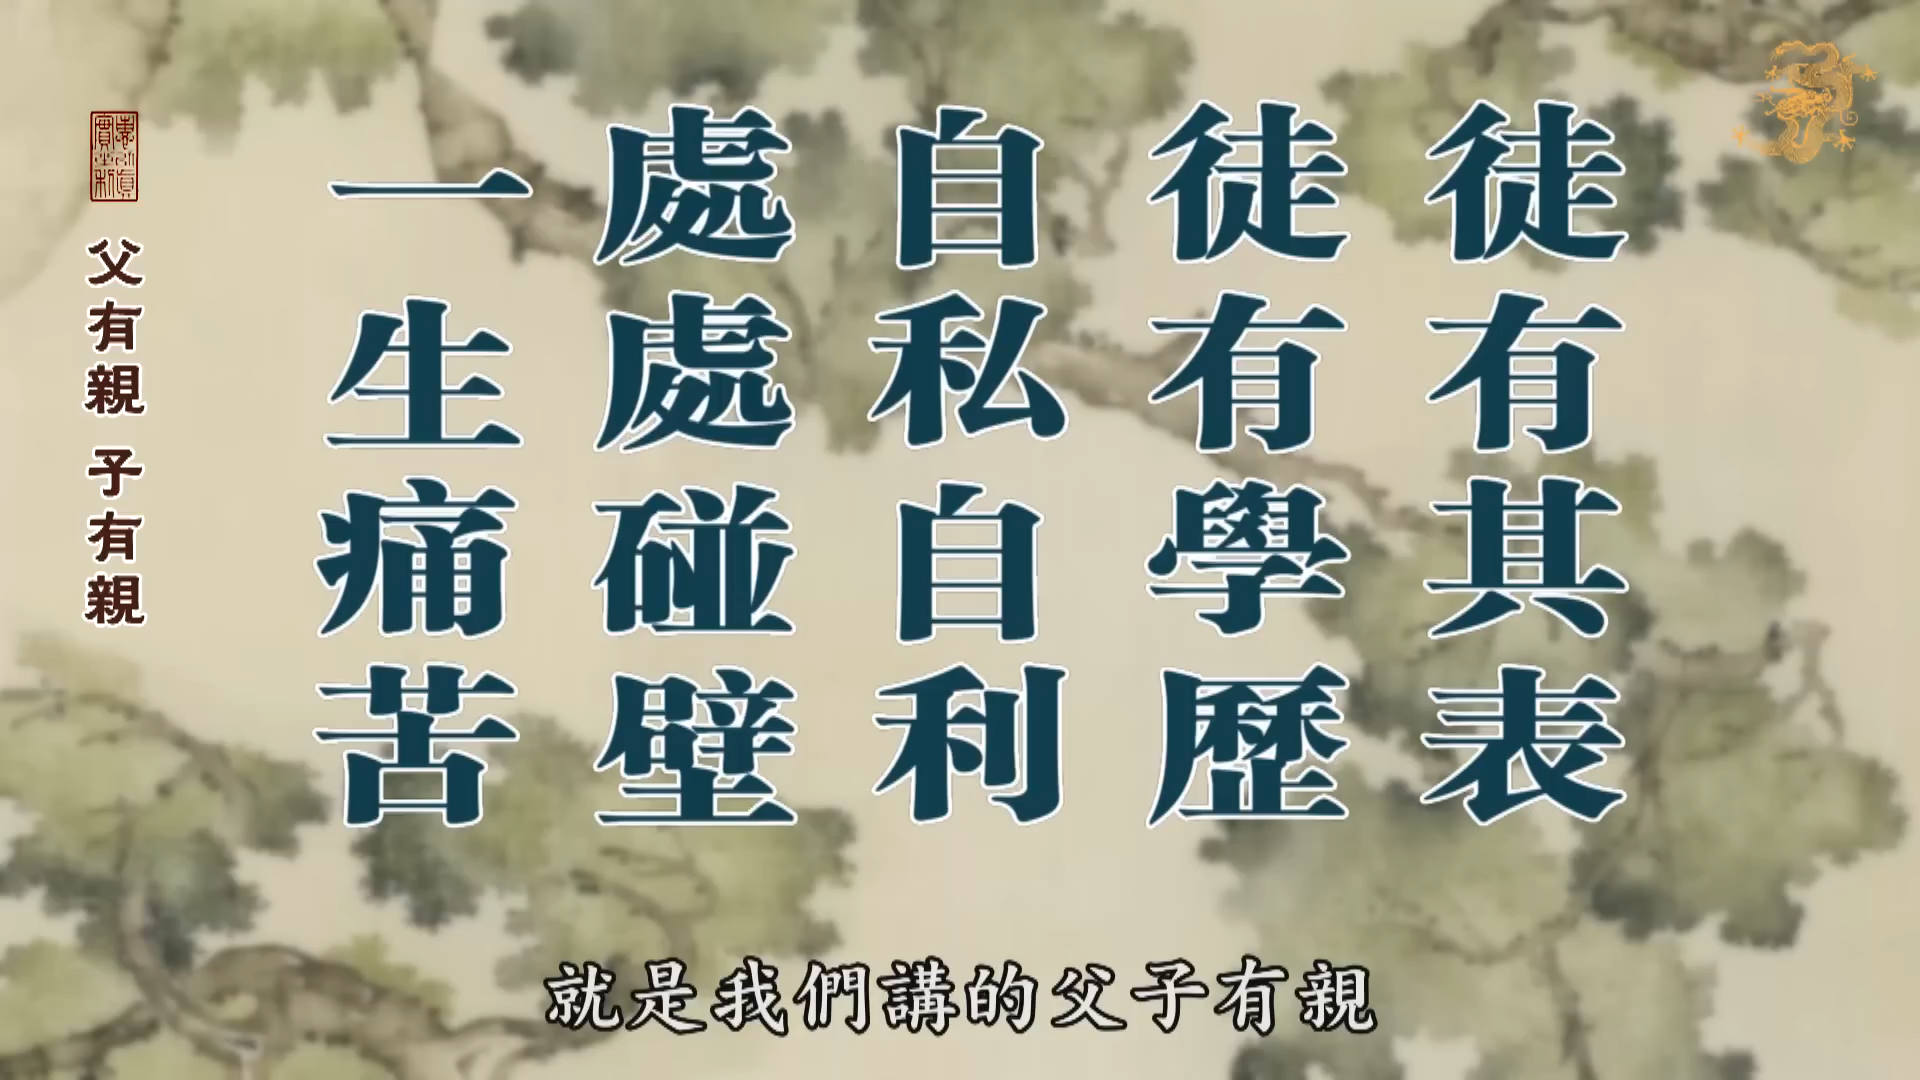 徒有其表
徒有學歷
自私自利
處處碰壁
一生痛苦
父有親 子有親
就是我們講的父子有親